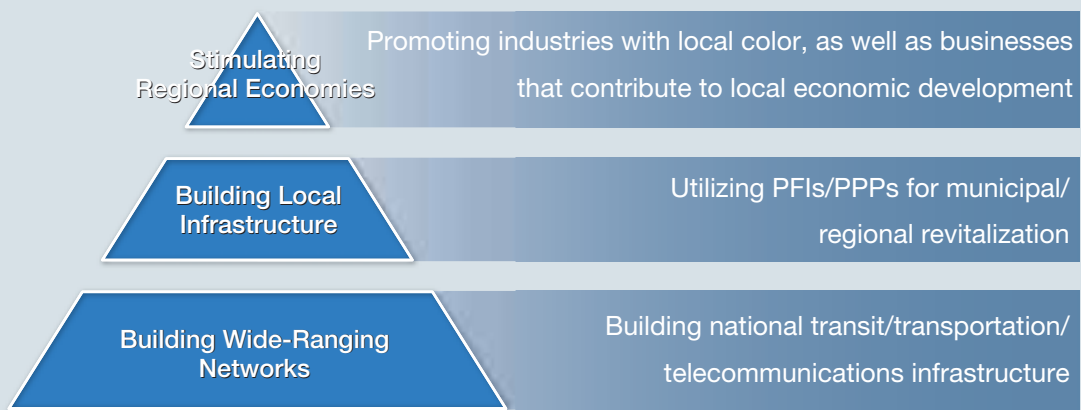 Stimulating
Regional Economies
Promoting industries with local color, as well as businesses
that contribute to local economic development
Building Local
Infrastructure
Utilizing PFIs/PPPs for municipal/
regional revitalization
Building Wide-Ranging
Networks
Building national transit/transportation/
telecommunications infrastructure